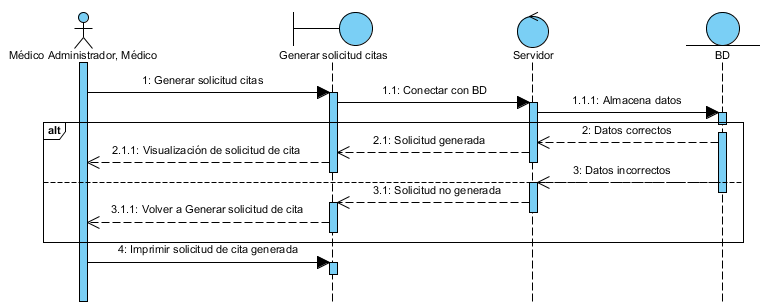 Médico Administrador, Médico
Generar solicitud citas
Servidor
BD
1: Generar solicitud citas
1.1: Conectar con BD
1.1.1: Almacena datos
alt
2: Datos correctos
2.1: Solicitud generada
2.1.1: Visualización de solicitud de cita
3: Datos incorrectos
3.1: Solicitud no generada
3.1.1: Volver a Generar solicitud de cita
4: Imprimir solicitud de cita generada